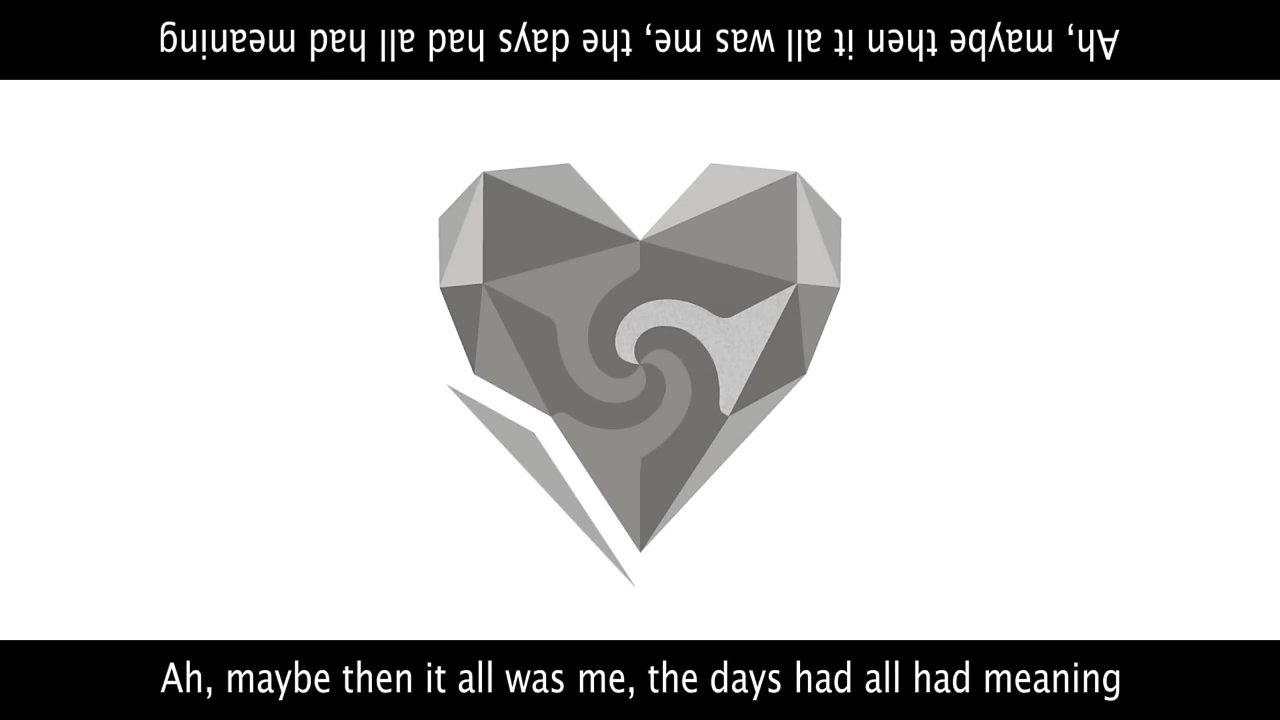 Ah, maybe then it all was me, the days had all had meaning
Ah, maybe then it all was me, the days had all had meaning